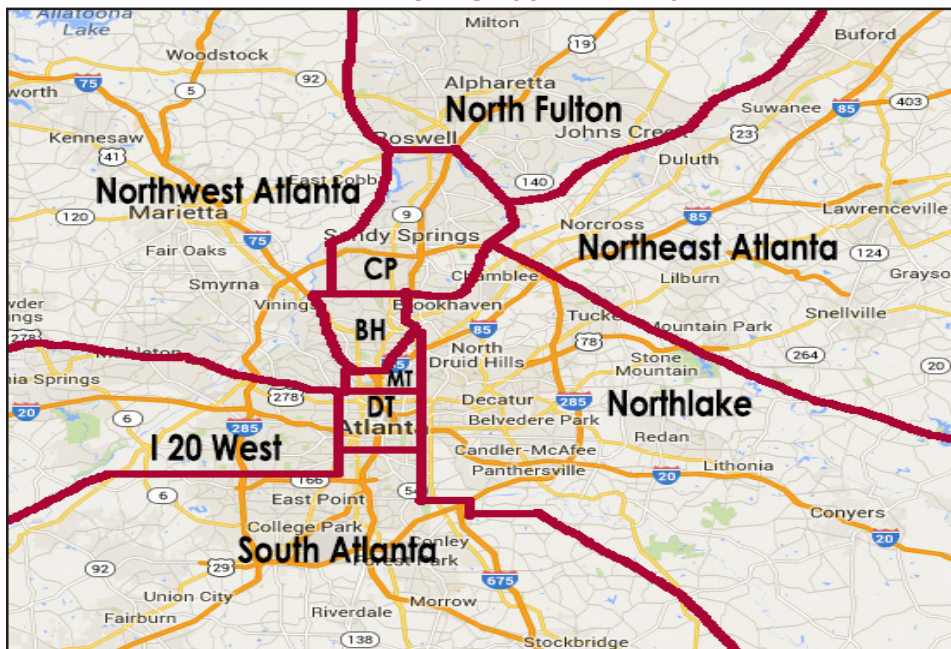 Allatoona
Lake
Milton
Buford
Woodstock
19
92
Alpharetta
75
5
North Fulton
Suwanee
85
403
Kennesaw
41
Roswell
Johns Creek
23
Duluth
East Cobb
140
Northwest Atlanta
Marietta
120
9
Norcross
85
Lawrenceville
Fair Oaks
75
Sandy Springs
Northeast Atlanta
124
CP
Chamblee
Lilburn
Grayson
Smyrna
Vinings
Brookhaven
Snellville
Tucker
Mountain Park
BH
85
278
North
Druid Hills
78
Stone
Mountain
264
20
MT
278
DT
Decatur
285
Northlake
20
6
Atlanta
Belvedere Park
285
I 20 West
Candler-McAfee
Redan
Panthersville
Lithonia
20
6
166
East Point
Conyers
20
College Park
South Atlanta
Conley
Forest Park
92
29
675
Union City
Morrow
Fairburn
Riverdale
138
Stockbridge